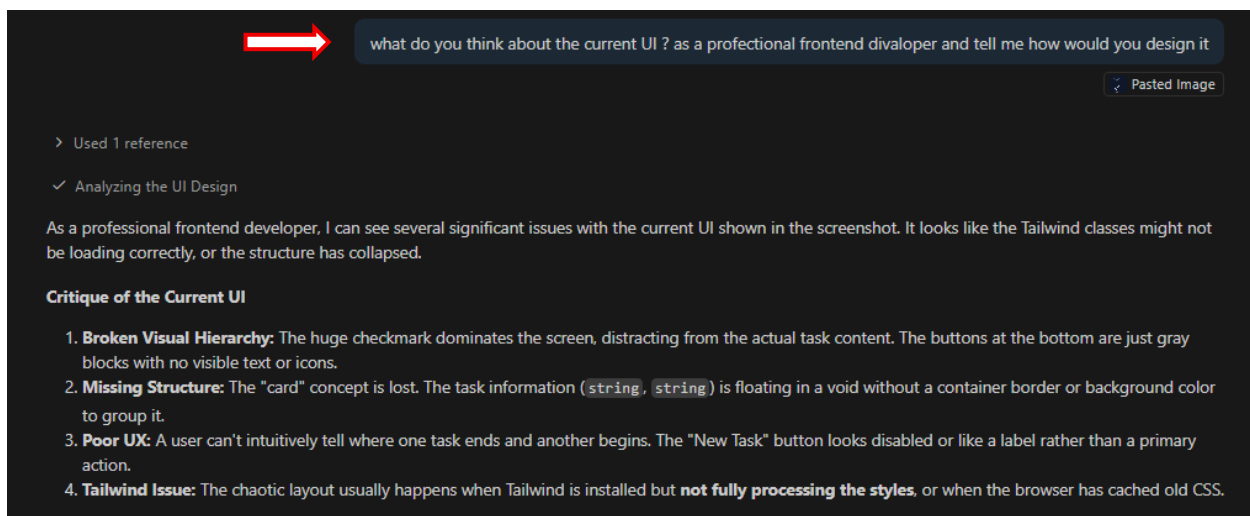 what do you think about the current UI ? as a profectional frontend divaloper and tell me how would you design it
Pasted Image
Used 1 reference
Analyzing the UI Design
As a professional frontend developer, I can see several significant issues with the current UI shown in the screenshot. It looks like the Tailwind classes might not
be loading correctly, or the structure has collapsed.
Critique of the Current UI
1. Broken Visual Hierarchy: The huge checkmark dominates the screen, distracting from the actual task content. The buttons at the bottom are just gray
blocks with no visible text or icons.
2. Missing Structure: The "card" concept is lost. The task information (string, string) is floating in a void without a container border or background color
to group it.
3. Poor UX: A user can't intuitively tell where one task ends and another begins. The "New Task" button looks disabled or like a label rather than a primary
action.
4. Tailwind Issue: The chaotic layout usually happens when Tailwind is installed but not fully processing the styles, or when the browser has cached old CSS.